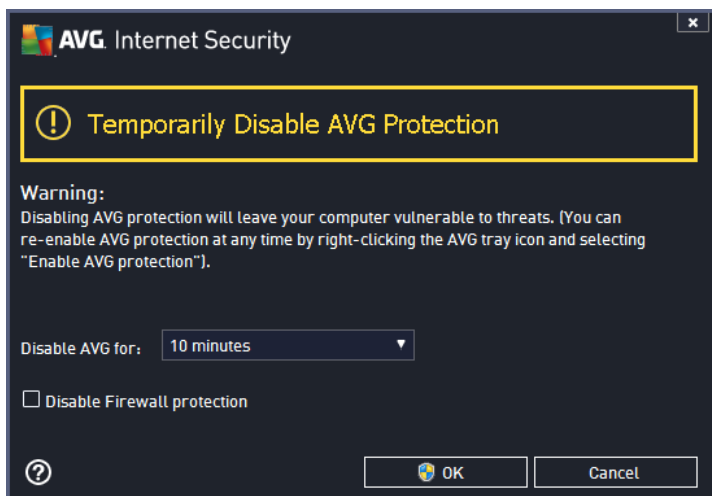 AVG. Internet Security
Temporarily Disable AVG Protection
Warning:
Disabling AVG protection will leave your computer vulnerable to threats. (You can
re-enable AVG protection at any time by right-clicking the AVG tray icon and selecting
"Enable AVG protection").
Disable AVG for: 10 minutes
Disable Firewall protection
OK Cancel